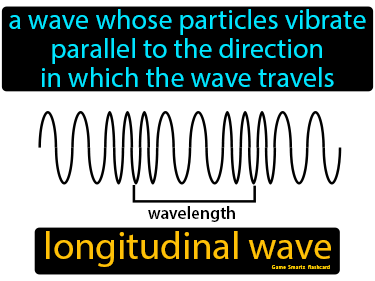 a wave whose particles vibrate
parallel to the direction
in which the wave travels
wavelength
longitudinal wave
Game Smartz flashcard